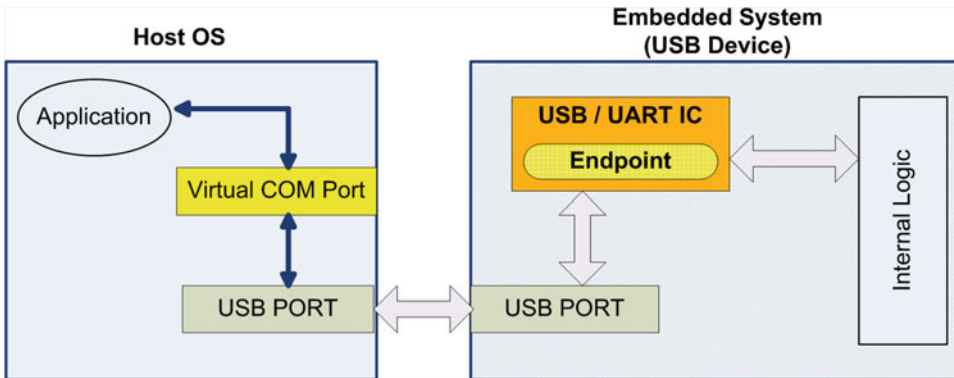 Host OS
Application
Virtual COM Port
USB PORT
Embedded System
(USB Device)
USB / UART IC
Endpoint
USB PORT
Internal Logic